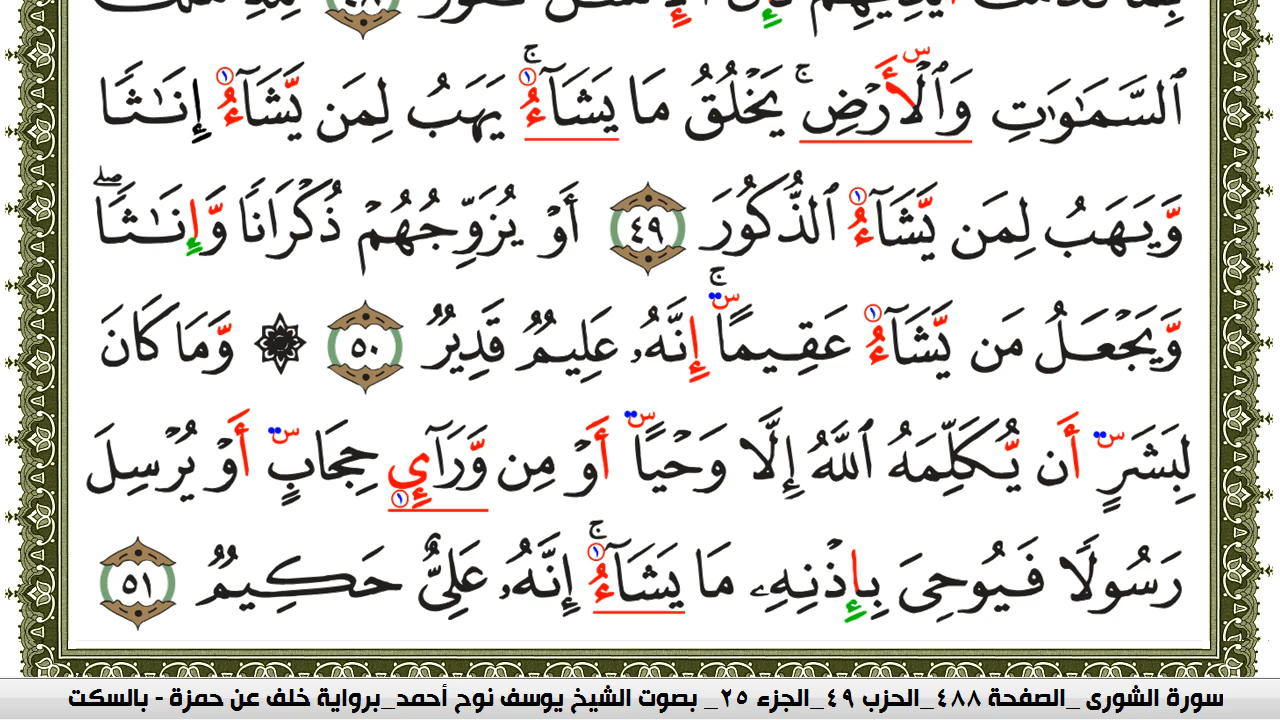 ٱلسَّمَٰوَٰتِ وَٱلۡأَرۡضِۚ يَخۡلُقُ مَا يَشَآءُۚ يَهَبُ لِمَن يَّشَآءُ إِنَٰثٗا
وَّيَهَبُ لِمَن يَّشَآءُ ٱلذُّكُورَ ٤٩ أَوۡ يُزَوِّجُهُمۡ ذُكۡرَانٗا وَّإِنَٰثٗاۖ
وَّيَجۡعَلُ مَن يَّشَآءُ عَقِيمًاۚ إِنَّهُۥ عَلِيمٞ قَدِيرٞ ٥٠ ۞ وَّمَا كَانَ
لِبَشَرٍ أَن يُّكَلِّمَهُ ٱللَّهُ إِلَّا وَحۡيًا أَوۡ مِن وَّرَآيِٕ حِجَابٍ أَوۡ يُرۡسِلَ
رَسُولٗا فَيُوحِيَ بِإِذۡنِهِۦ مَا يَشَآءُۚ إِنَّهُۥ عَلِيٌّ حَكِيمٞ ٥١
سورة الشورى _الصفحة ٤٨٨_الحزب ٤٩_الجزء ٢٥_ بصوت الشيخ يوسف نوح أحمد_برواية خلف عن حمزة - بالسكت